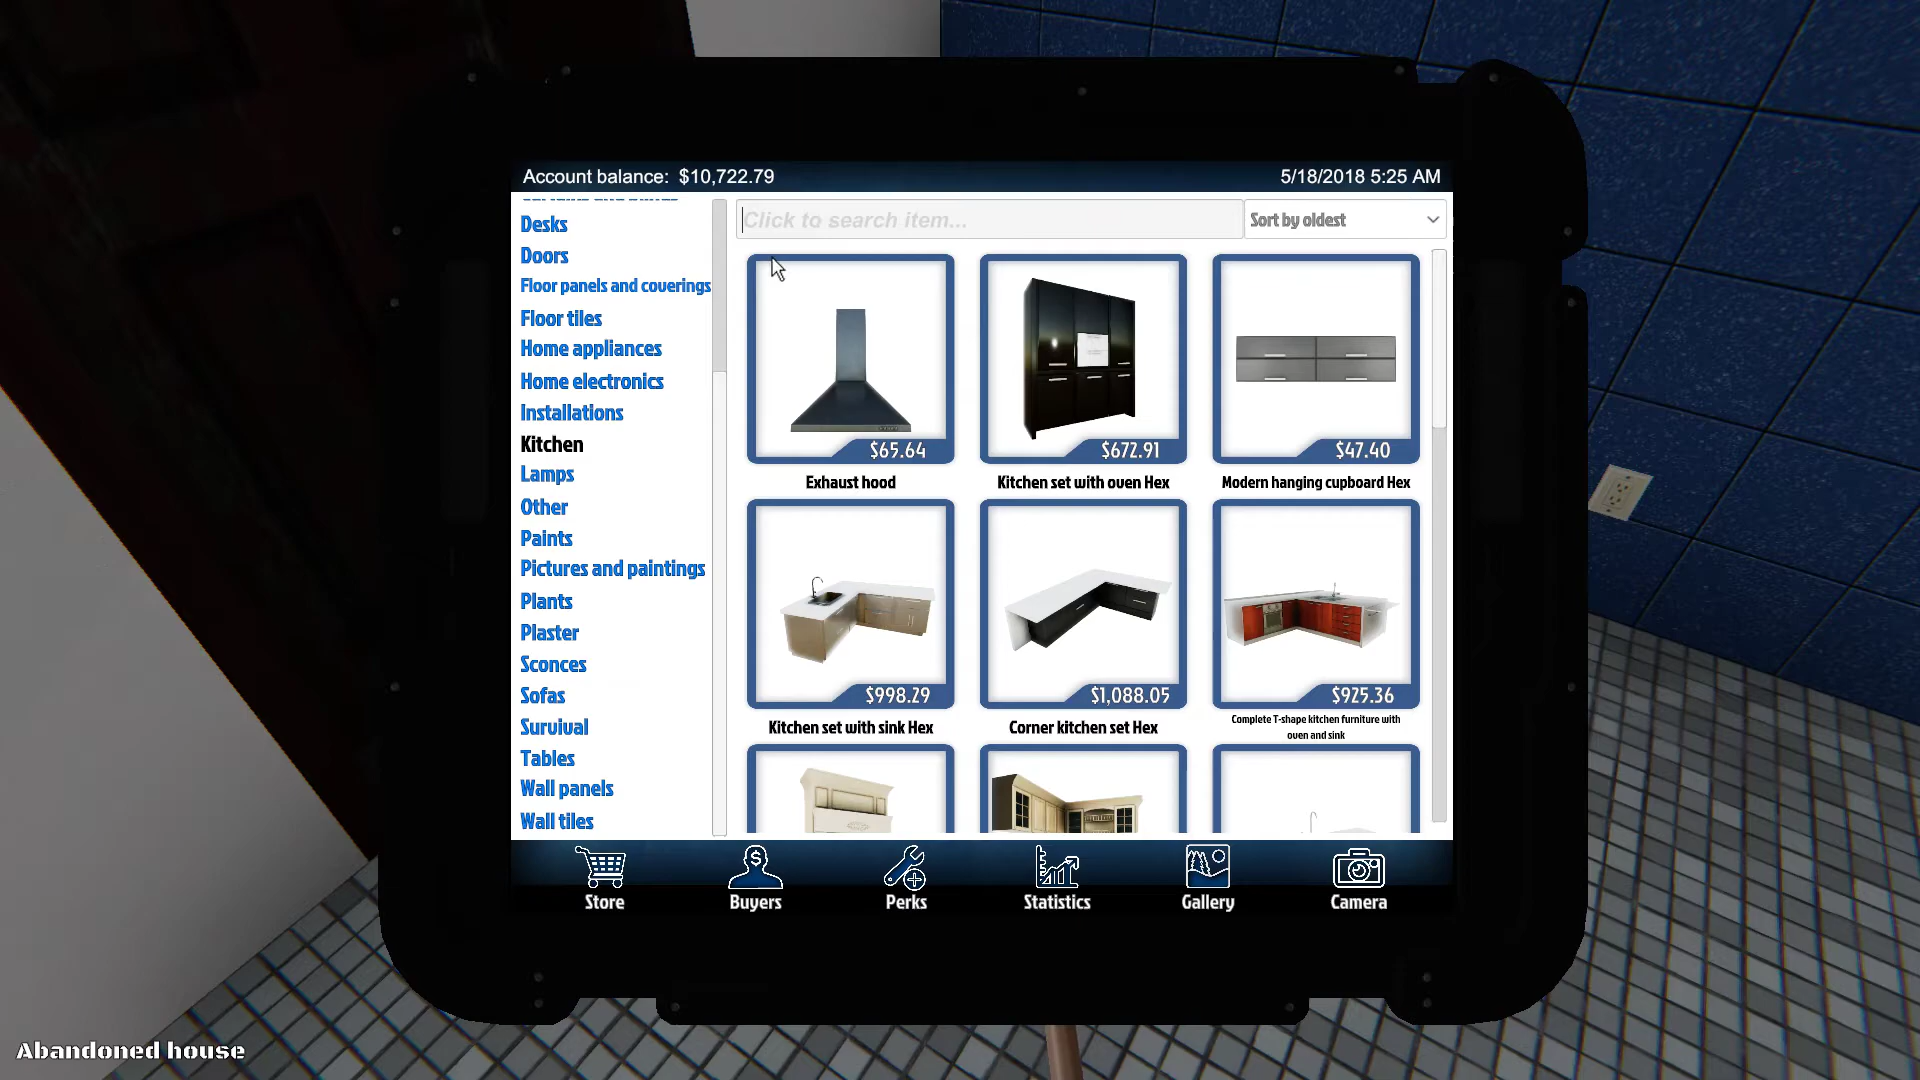 Account balance: $10,722.79
5/18/2018 5:25 AM
Click to search item...
Sort by oldest
Desks
Doors
Floor panels and coverings
Floor tiles
Home appliances
Home electronics
Installations
Kitchen
Lamps
Other
Paints
Pictures and paintings
Plants
Plaster
Sconces
Sofas
Survival
Tables
Wall panels
Wall tiles
$65.64
Exhaust hood
$672.91
Kitchen set with oven Hex
$47.40
Modern hanging cupboard Hex
$998.29
Kitchen set with sink Hex
$1,088.05
Corner kitchen set Hex
$925.36
Complete T-shape kitchen furniture with
oven and sink
Store
Buyers
Perks
Statistics
Gallery
Camera
Abandoned house